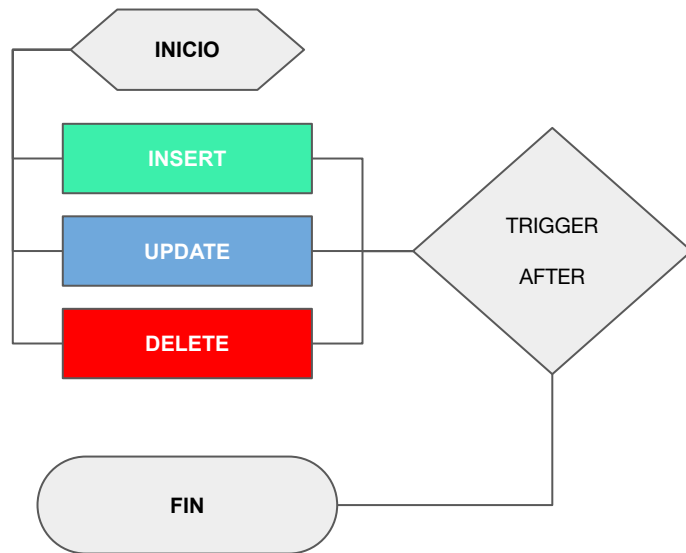 INICIO
INSERT
UPDATE
DELETE
TRIGGER
AFTER
FIN